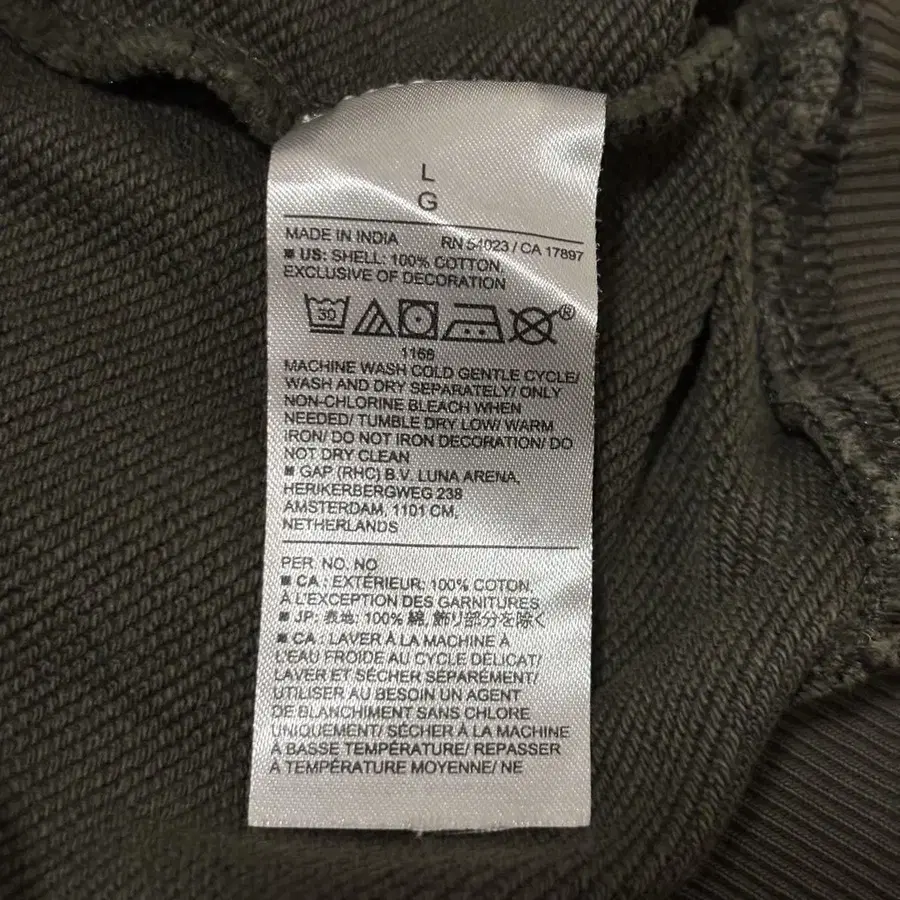 L
G
MADE IN INDIA RN 54023 / CA 17897
■ US: SHELL: 100% COTTON,
EXCLUSIVE OF DECORATION
30
®
1166
MACHINE WASH COLD GENTLE CYCLE/
WASH AND DRY SEPARATELY/ ONLY
NON-CHLORINE BLEACH WHEN
NEEDED/ TUMBLE DRY LOW/ WARM
IRON/ DO NOT IRON DECORATION/ DO
NOT DRY CLEAN
■ GAP (RHC) B.V. LUNA ARENA,
HERIKERBERGWEG 238
AMSTERDAM, 1101 CM,
NETHERLANDS
PER. NO. NO
■ CA : EXTÉRIEUR: 100% COTON,
À L'EXCEPTION DES GARNITURES
■ JP: 表地: 100% 綿, 飾り部分を除く
■ CA : LAVER À LA MACHINE À
L'EAU FROIDE AU CYCLE DÉLICAT/
LAVER ET SÉCHER SÉPARÉMENT/
UTILISER AU BESOIN UN AGENT
DE BLANCHIMENT SANS CHLORE
UNIQUEMENT/ SÉCHER À LA MACHINE
À BASSE TEMPÉRATURE/ REPASSER
À TEMPÉRATURE MOYENNE/ NE